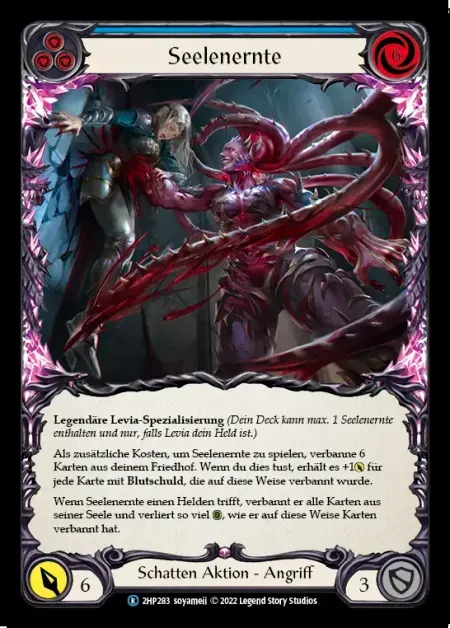 Seelenernte
6
Legendäre Levia-Spezialisierung (Dein Deck kann max. 1 Seelenernte
enthalten und nur, falls Levia dein Held ist.)
Als zusätzliche Kosten, um Seelenernte zu spielen, verbanne 6
Karten aus deinem Friedhof. Wenn du dies tust, erhält es +1 für
jede Karte mit Blutschuld, die auf diese Weise verbannt wurde.
Wenn Seelenernte einen Helden trifft, verbannt er alle Karten aus
seiner Seele und verliert so viel , wie er auf diese Weise Karten
verbannt hat.
6 Schatten Aktion - Angriff 3
R 2HP283 soyameii © 2022 Legend Story Studios